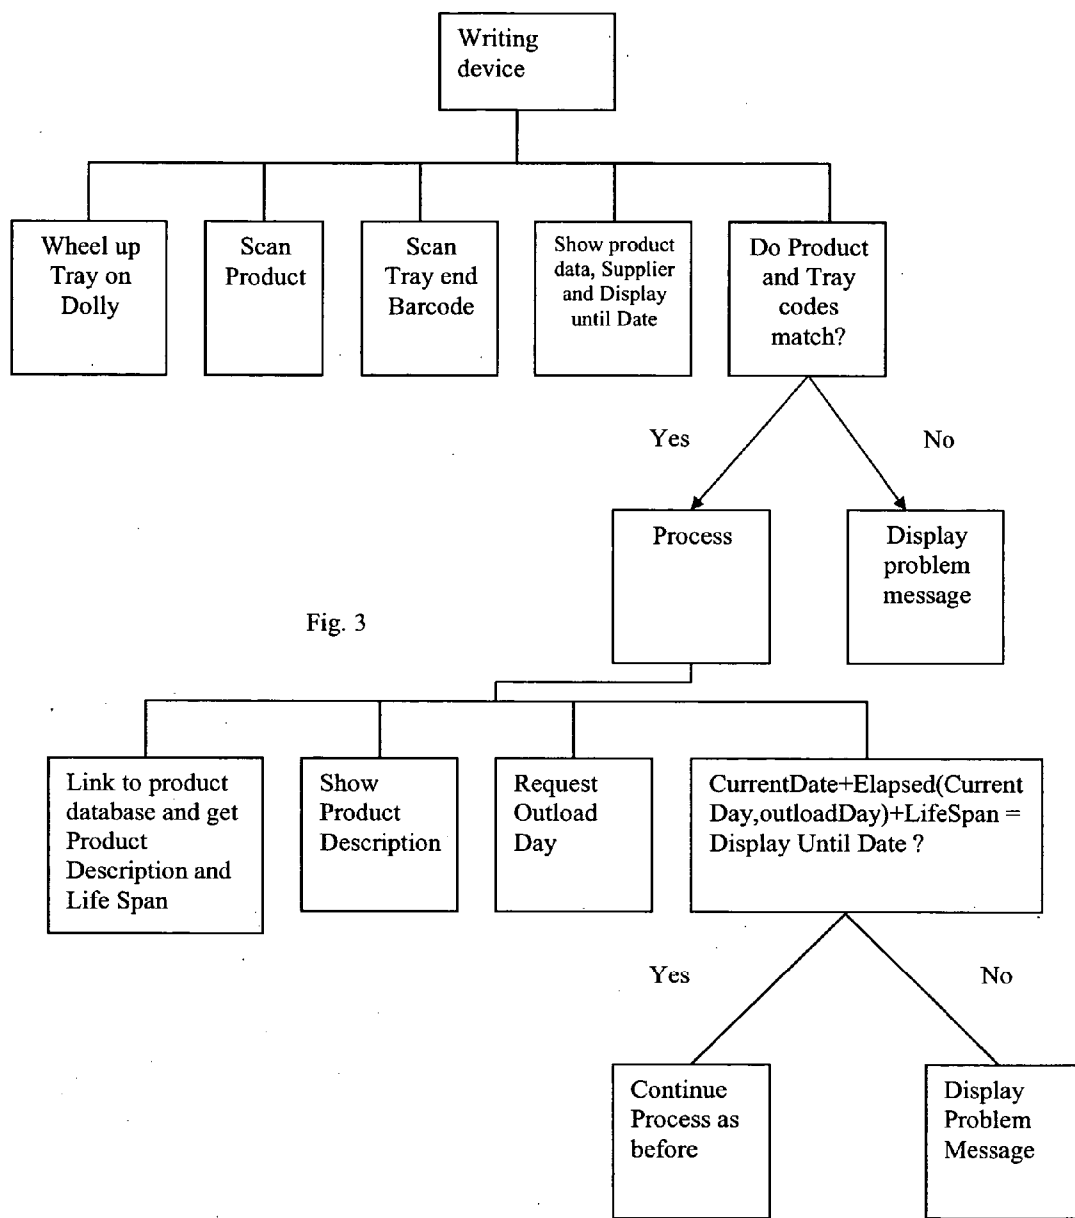 Writing
device
Wheel up
Tray on
Dolly
Scan
Product
Scan
Tray end
Barcode
Show product
data, Supplier
and Display
until Date
Do Product
and Tray
codes
match?
Yes
No
Process
Display
problem
message
Fig. 3
Link to product
database and get
Product
Description and
Life Span
Show
Product
Description
Request
Outload
Day
CurrentDate+Elapsed(Current
Day,outloadDay)+LifeSpan =
Display Until Date ?
Yes
No
Continue
Process as
before
Display
Problem
Message